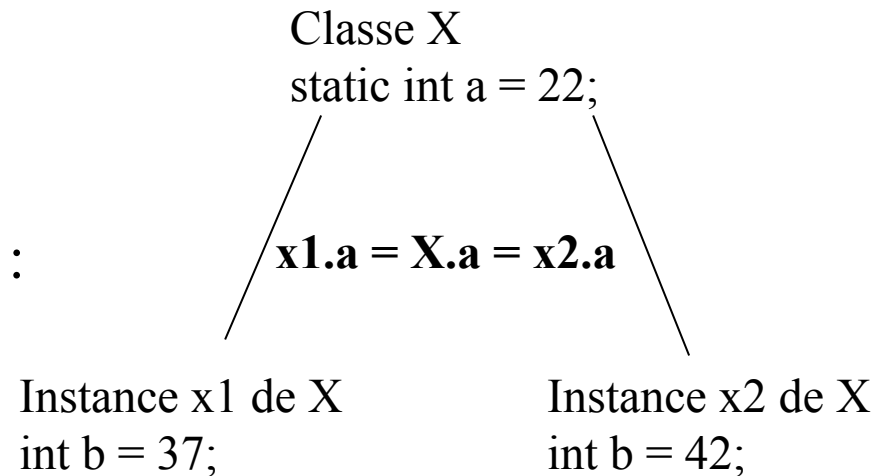 Classe X
static int a = 22;
:
x1.a = X.a = x2.a
Instance x1 de X
int b = 37;
Instance x2 de X
int b = 42;